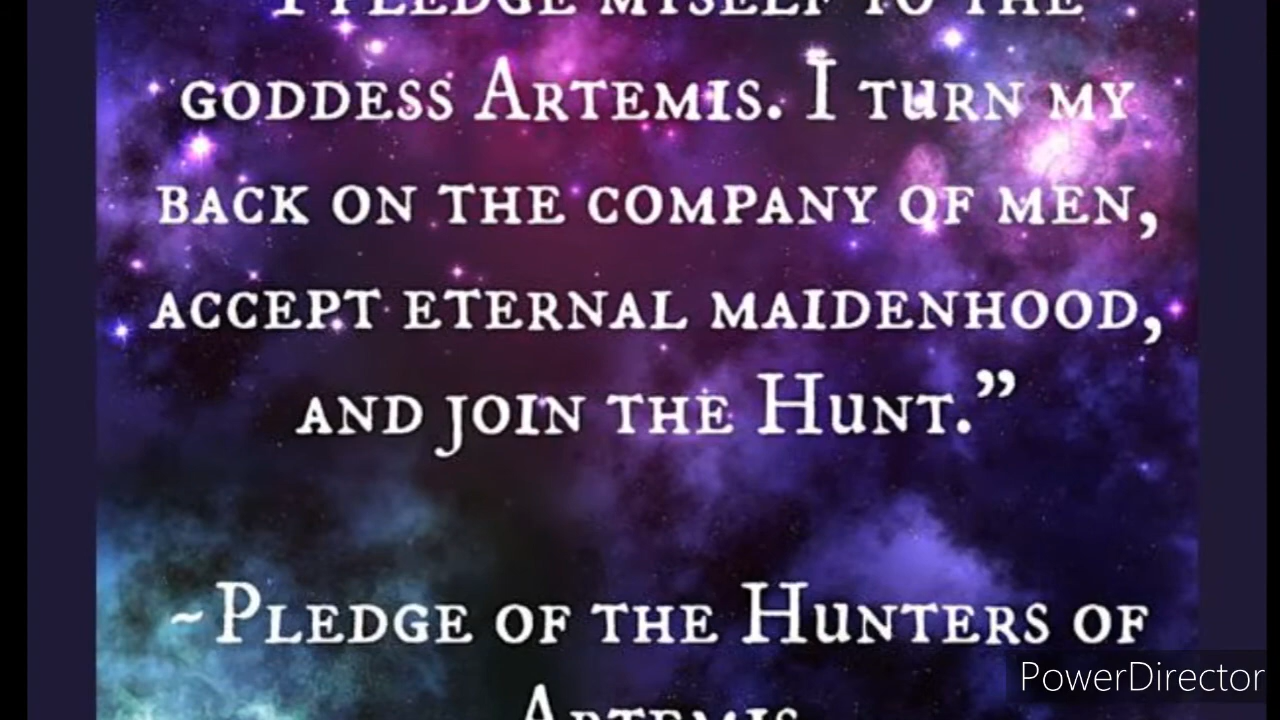 I PLEDGE MYSELF TO THE
GODDESS ARTEMIS. I TURN MY
BACK ON THE COMPANY OF MEN,
ACCEPT ETERNAL MAIDENHOOD,
AND JOIN THE HUNT.”
~PLEDGE OF THE HUNTERS OF
ARTEMIS
PowerDirector